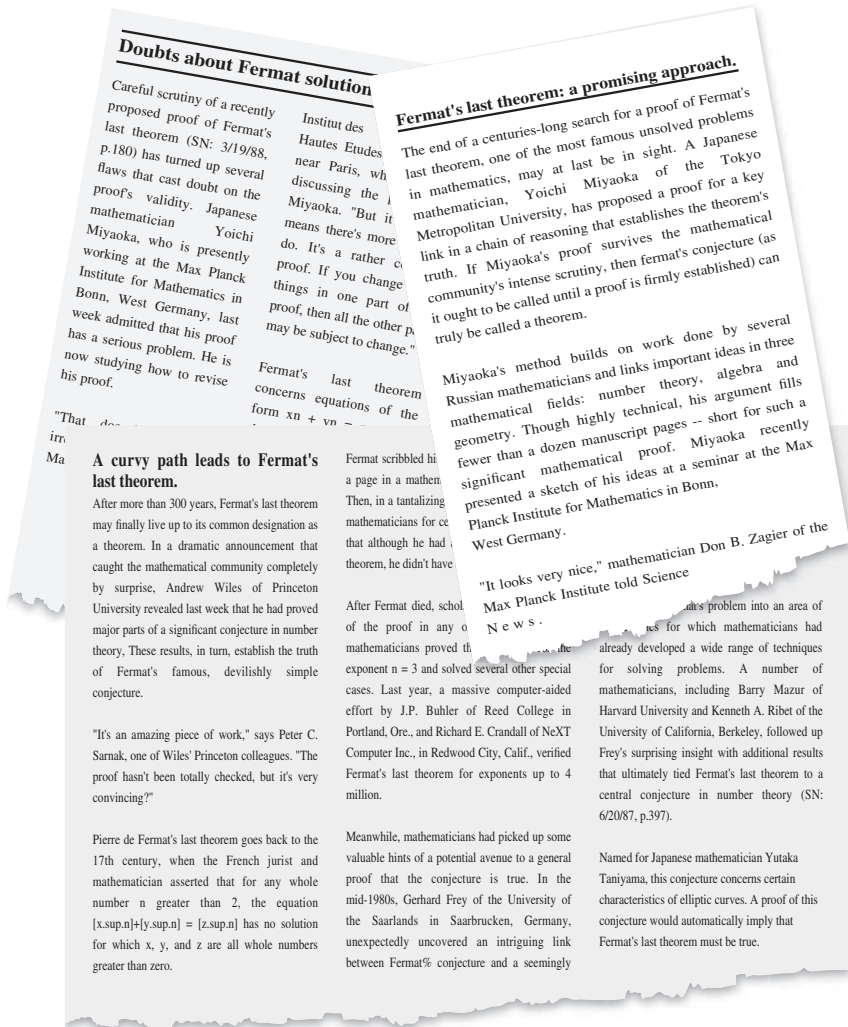 Doubts about Fermat solution
Careful scrutiny of a recently
proposed proof of Fermat's
last theorem (SN: 3/19/88,
p.180) has turned up several
flaws that cast doubt on the
proof's validity. Japanese
mathematician Yoichi
Miyaoka, who is presently
working at the Max Planck
Institute for Mathematics in
Bonn, West Germany, last
week admitted that his proof
has a serious problem. He is
now studying how to revise
his proof.
"That
Institut des
Hautes Etudes
near Paris,
discussing the
Miyaoka. "But it
means there's more
do. It's a rather
proof. If you change
things in one part of
proof, then all the other
may be subject to change."
Fermat's last theorem
concerns equations of the
form xn + yn =
Fermat's last theorem: a promising approach.
The end of a centuries-long search for a proof of Fermat's
last theorem, one of the most famous unsolved problems
in mathematics, may at last be in sight. A Japanese
mathematician, Yoichi Miyaoka of the Tokyo
Metropolitan University, has proposed a proof for a key
link in a chain of reasoning that establishes the theorem's
truth. If Miyaoka's proof survives the mathematical
community's intense scrutiny, then fermat's conjecture (as
it ought to be called until a proof is firmly established) can
truly be called a theorem.
Miyaoka's method builds on work done by several
Russian mathematicians and links important ideas in three
mathematical fields: number theory, algebra and
geometry. Though highly technical, his argument fills
fewer than a dozen manuscript pages -- short for such a
significant mathematical proof. Miyaoka recently
presented a sketch of his ideas at a seminar at the Max
Planck Institute for Mathematics in Bonn,
West Germany.
"It looks very nice," mathematician Don B. Zagier of the
Max Planck Institute told Science
News.
A curvy path leads to Fermat's
last theorem.
After more than 300 years, Fermat's last theorem
may finally live up to its common designation as
a theorem. In a dramatic announcement that
caught the mathematical community completely
by surprise, Andrew Wiles of Princeton
University revealed last week that he had proved
major parts of a significant conjecture in number
theory, These results, in turn, establish the truth
of Fermat's famous, devilishly simple
conjecture.
"It's an amazing piece of work," says Peter C.
Sarnak, one of Wiles' Princeton colleagues. "The
proof hasn't been totally checked, but it's very
convincing?"
Pierre de Fermat's last theorem goes back to the
17th century, when the French jurist and
mathematician asserted that for any whole
number n greater than 2, the equation
[x.sup.n]+[y.sup.n] = [z.sup.n] has no solution
for which x, y, and z are all whole numbers
greater than zero.
Fermat scribbled
a page in a
Then, in a tantalizing
mathematicians for
that although he had
theorem, he didn't have
After Fermat died,
of the proof in any
mathematicians proved the
exponent n = 3 and solved several other special
cases. Last year, a massive computer-aided
effort by J.P. Buhler of Reed College in
Portland, Ore., and Richard E. Crandall of NeXT
Computer Inc., in Redwood City, Calif., verified
Fermat's last theorem for exponents up to 4
million.
Meanwhile, mathematicians had picked up some
valuable hints of a potential avenue to a general
proof that the conjecture is true. In the
mid-1980s, Gerhard Frey of the University of
the Saarlands in Saarbrucken, Germany,
unexpectedly uncovered an intriguing link
between Fermat% conjecture and a seemingly
problem into an area of
for which mathematicians had
already developed a wide range of techniques
for solving problems. A number of
mathematicians, including Barry Mazur of
Harvard University and Kenneth A. Ribet of the
University of California, Berkeley, followed up
Frey's surprising insight with additional results
that ultimately tied Fermat's last theorem to a
central conjecture in number theory (SN:
6/20/87, p.397).
Named for Japanese mathematician Yutaka
Taniyama, this conjecture concerns certain
characteristics of elliptic curves. A proof of this
conjecture would automatically imply that
Fermat's last theorem must be true.